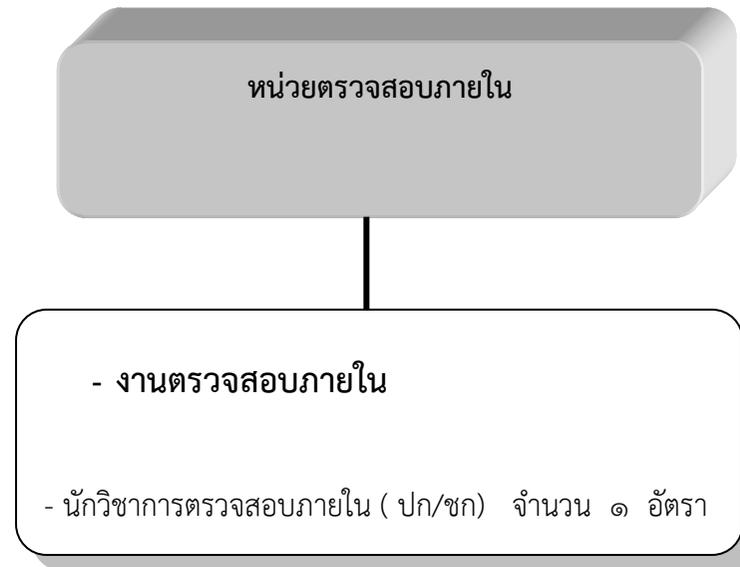 หน่วยตรวจสอบภายใน
- งานตรวจสอบภายใน
- นักวิชาการตรวจสอบภายใน ( ปก/ชก) จำนวน ๑ อัตรา